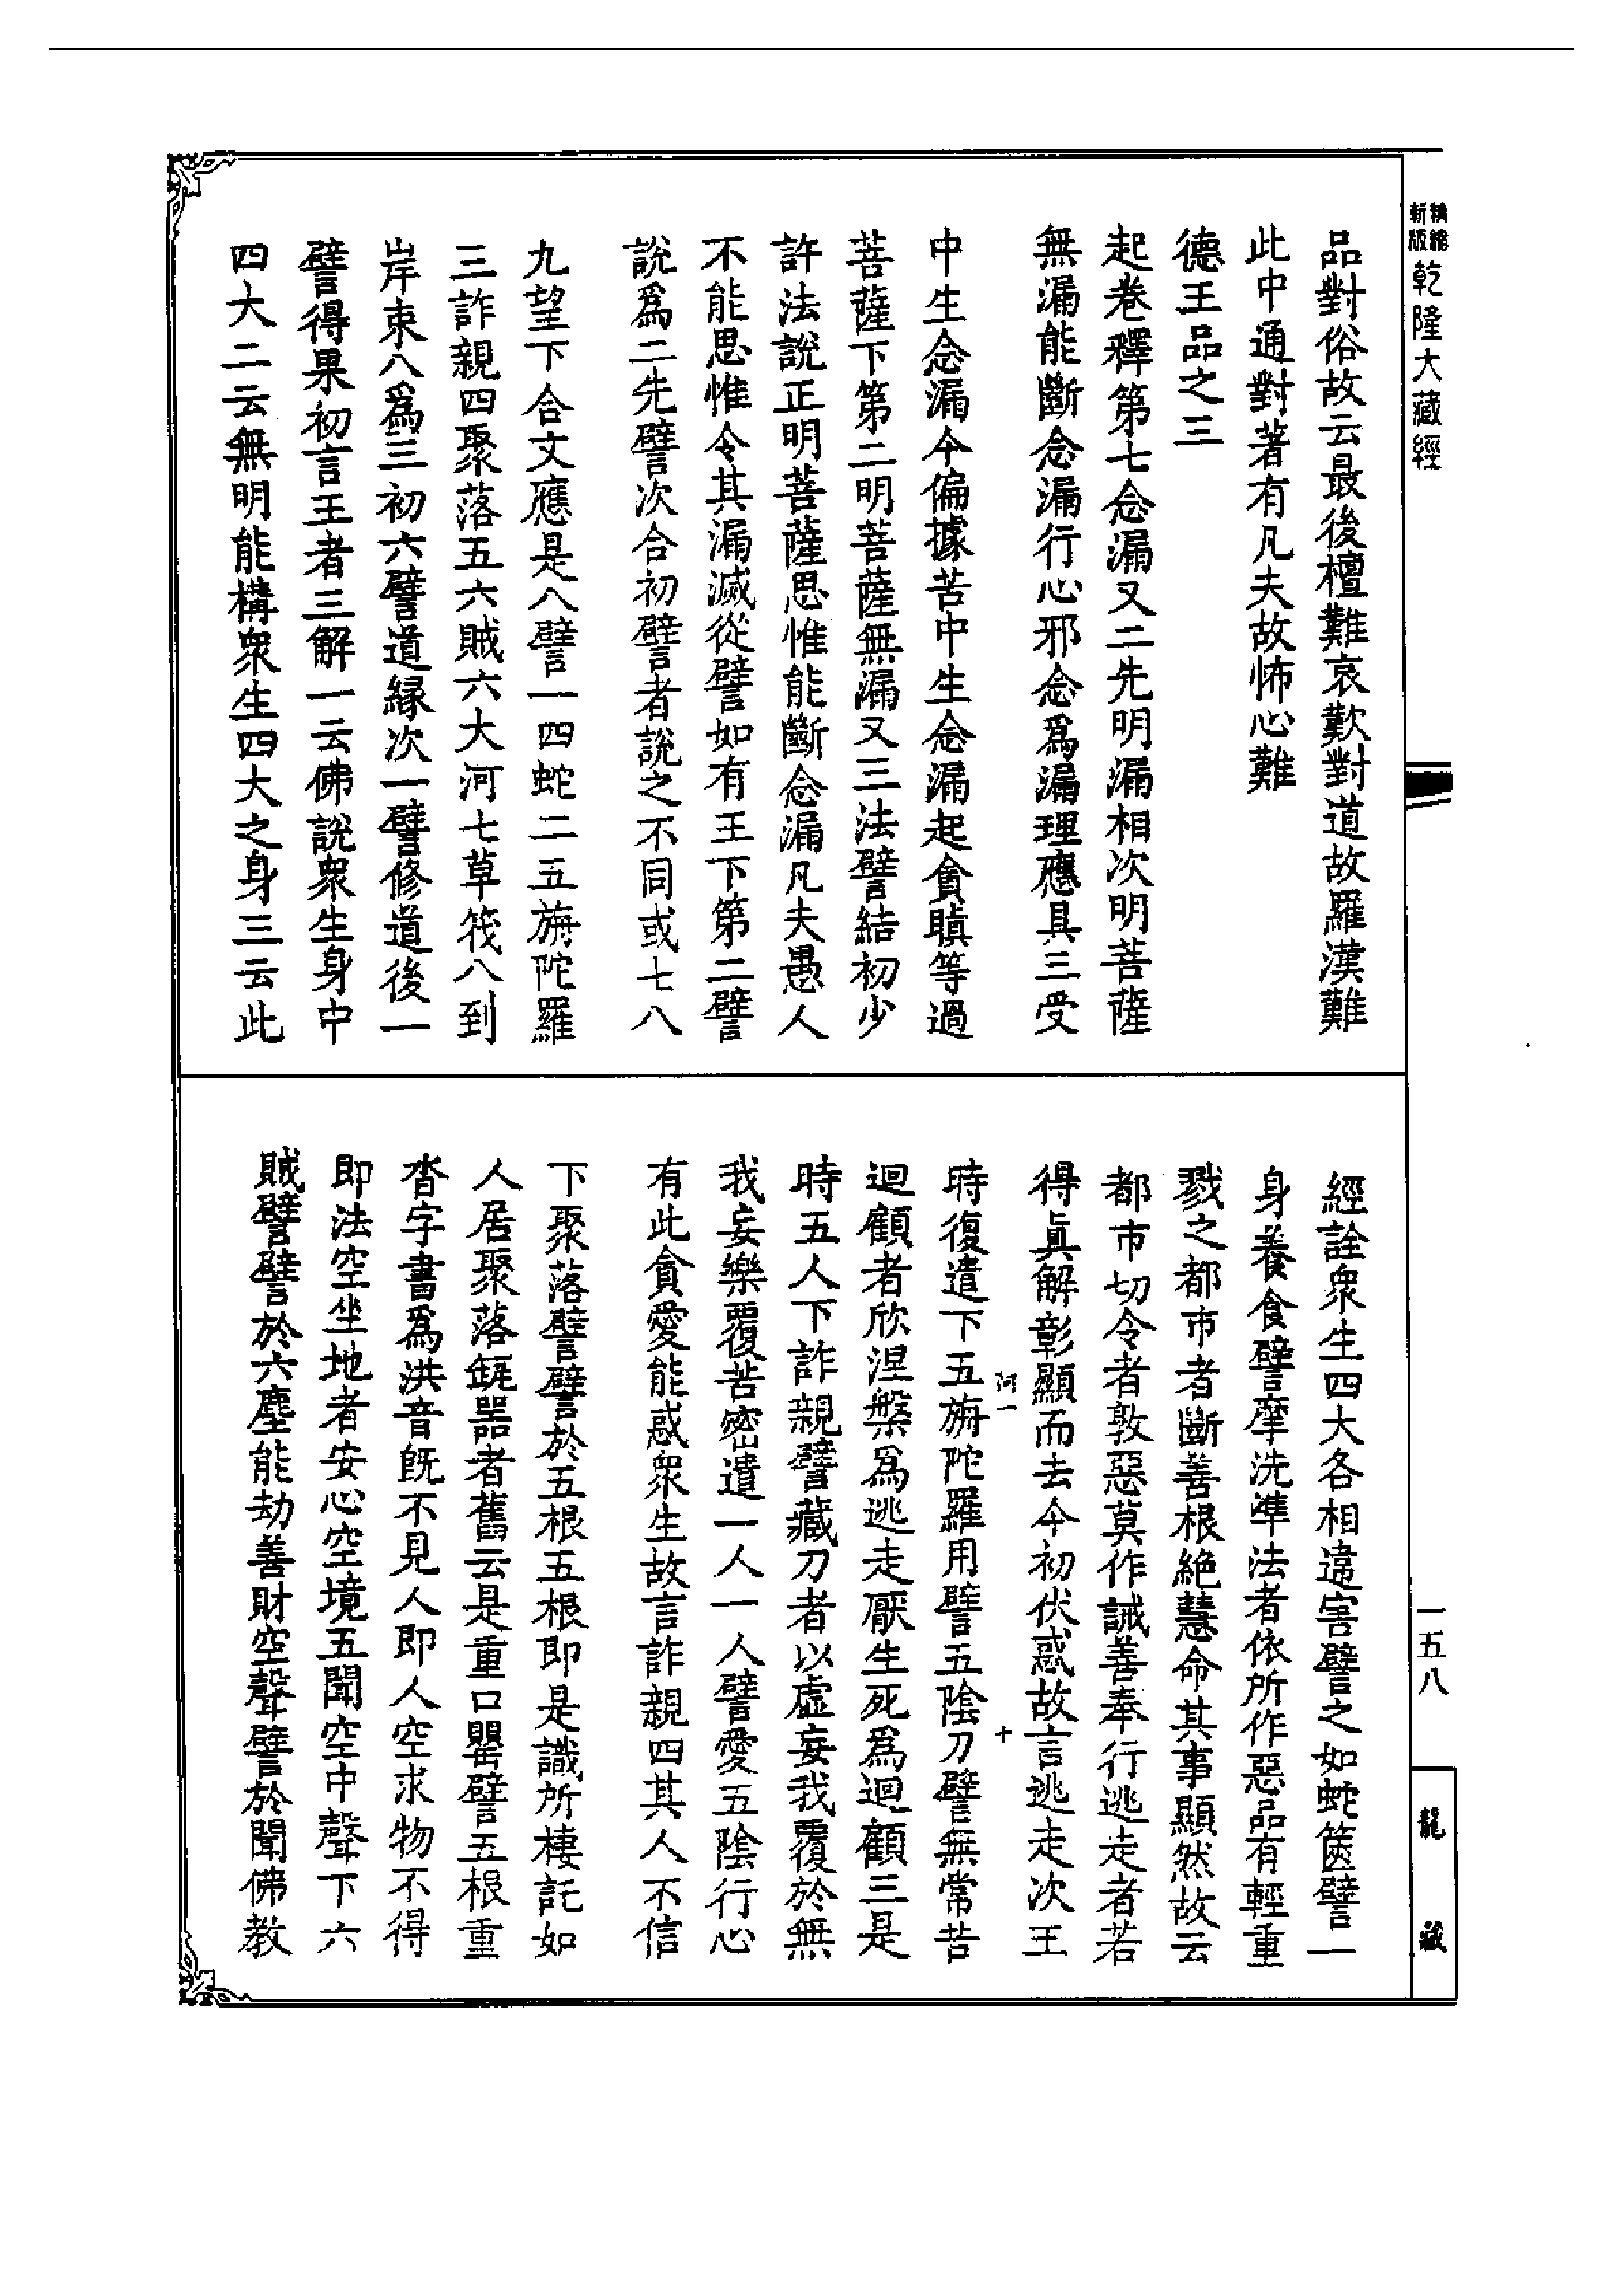 精縮
新版
乾隆大藏經
一五八
龍藏
品對俗故云最後檀難哀歎對道故羅漢難
此中通對著有凡夫故怖心難
德王品之三
起卷釋第七念漏又二先明漏相次明菩薩
無漏能斷念漏行心邪念爲漏理應具三受
中生念漏今偏據苦中生念漏起貪瞋等過
菩薩下第二明菩薩無漏又三法譬結初少
許法說正明菩薩思惟能斷念漏凡夫愚人
不能思惟令其漏滅從譬如有王下第二譬
說爲二先譬次合初譬者說之不同或七八
九望下合文應是八譬一四蛇二五旃陀羅
三詐親四聚落五六賊六大河七草筏八到
岸束八爲三初六譬道緣次一譬修道後一
譬得果初言王者三解一云佛說衆生身中
四大二云無明能構衆生四大之身三云此
經詮衆生四大各相違害譬之如蛇篋譬一
身養食譬摩洗準法者依所作惡品有輕重
戮之都市者斷善根絶慧命其事顯然故云
都市切令者敦惡莫作誡善奉行逃走者若
得眞解彰顯而去今初伏惑故言逃走次王
河一
十
時復遣下五旃陀羅用譬五陰刀譬無常苦
迴顧者欣涅槃爲逃走厭生死爲迴顧三是
時五人下詐親譬藏刀者以虛妄我覆於無
我妄樂覆苦密遣一人一人譬愛五陰行心
有此貪愛能惑衆生故言詐親四其人不信
下聚落譬譬於五根五根即是識所棲託如
人居聚落㼽器者舊云是重口罌譬五根重
沓字書爲洪音旣不見人即人空求物不得
即法空坐地者安心空境五聞空中聲下六
賊譬譬於六塵能劫善財空聲譬於聞佛教